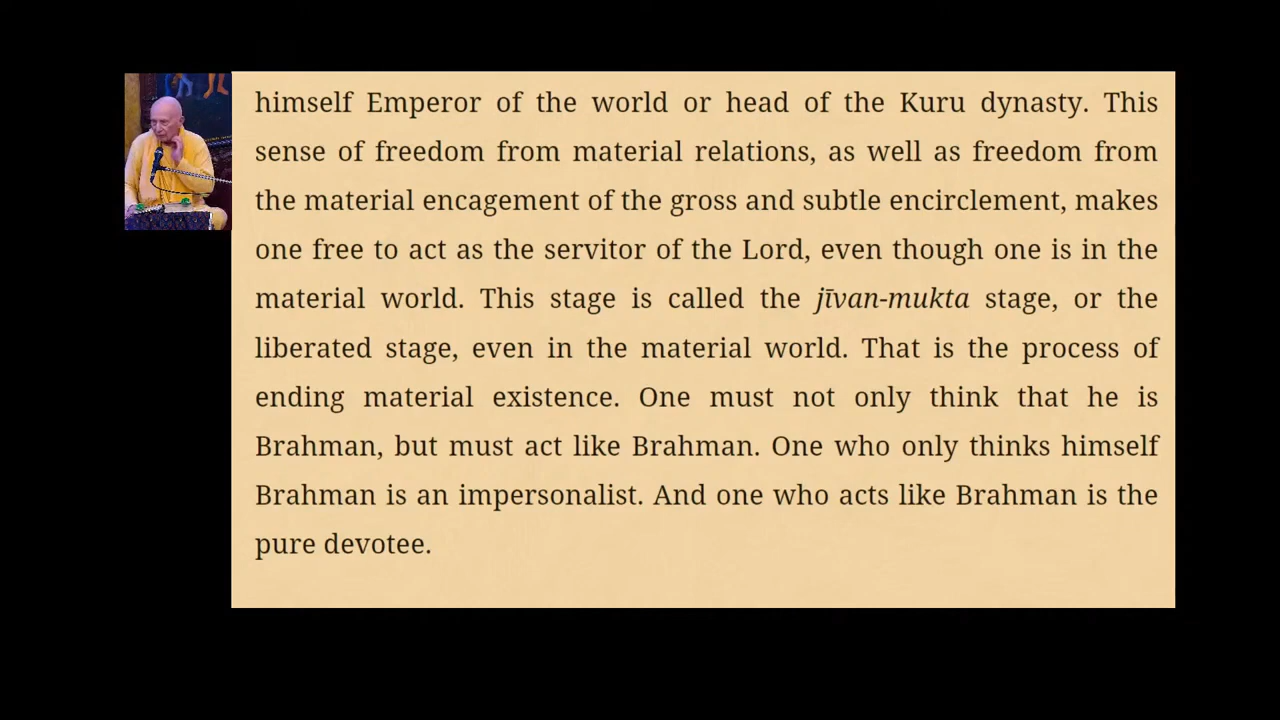 himself Emperor of the world or head of the Kuru dynasty. This
sense of freedom from material relations, as well as freedom from
the material encagement of the gross and subtle encirclement, makes
one free to act as the servitor of the Lord, even though one is in the
material world. This stage is called the jīvan-mukta stage, or the
liberated stage, even in the material world. That is the process of
ending material existence. One must not only think that he is
Brahman, but must act like Brahman. One who only thinks himself
Brahman is an impersonalist. And one who acts like Brahman is the
pure devotee.